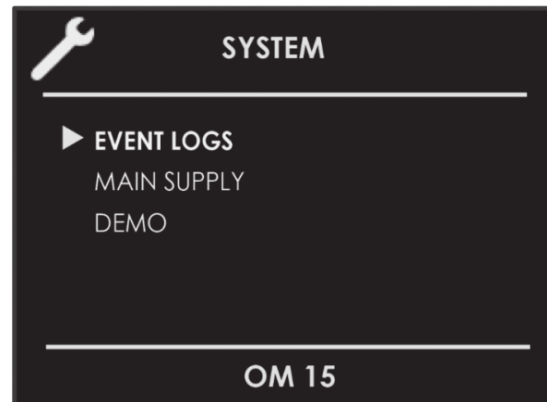 SYSTEM
EVENT LOGS
MAIN SUPPLY
DEMO
OM 15